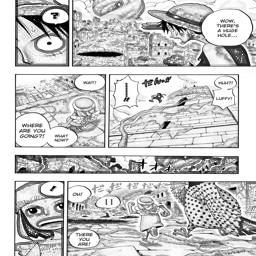 WOW,
THERE'S
A HUGE
HOLE...
WAIT!
WHERE
ARE YOU
GOING?!
WHAT
NOW?
HUH?!
LUFFY!
OH!
!!
THERE
YOU
ARE!